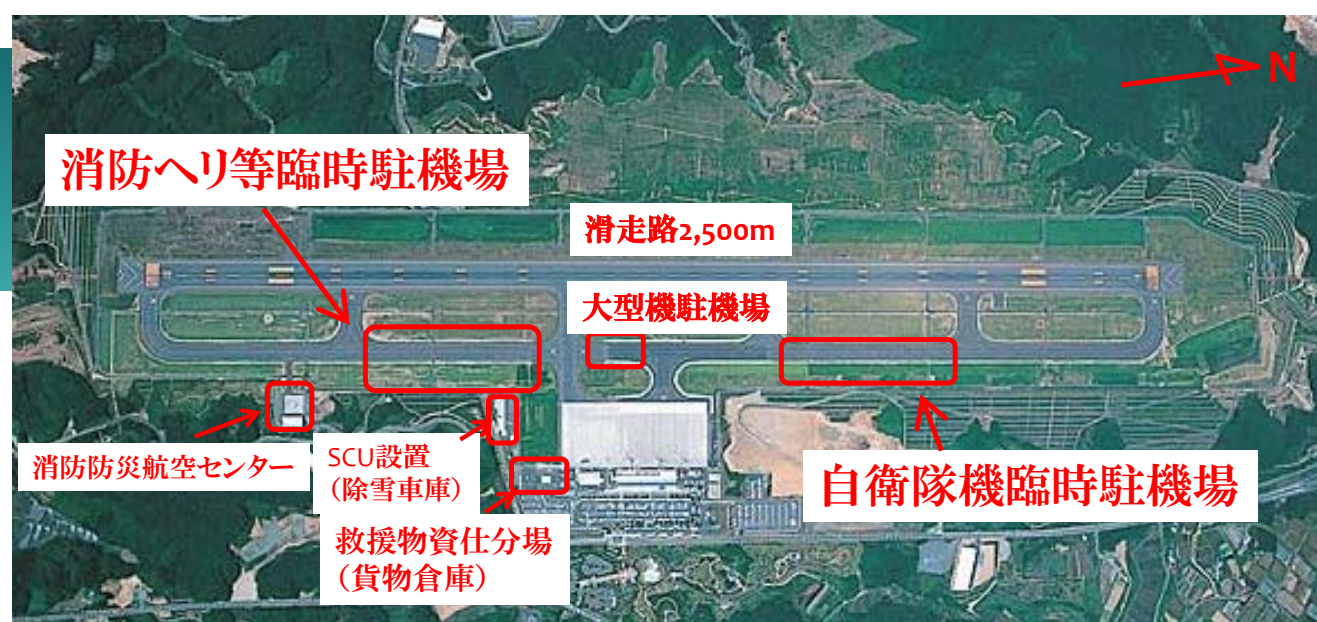 N
消防ヘリ等臨時駐機場
滑走路2,500m
大型機駐機場
消防防災航空センター
SCU設置
（除雪車庫）
救援物資仕分場
（貨物倉庫）
自衛隊機臨時駐機場